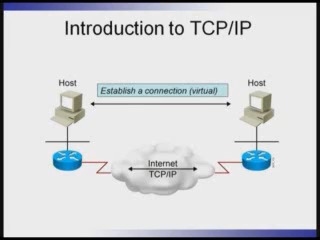 Introduction to TCP/IP
Host
Host
Establish a connection (virtual)
Internet
TCP/IP